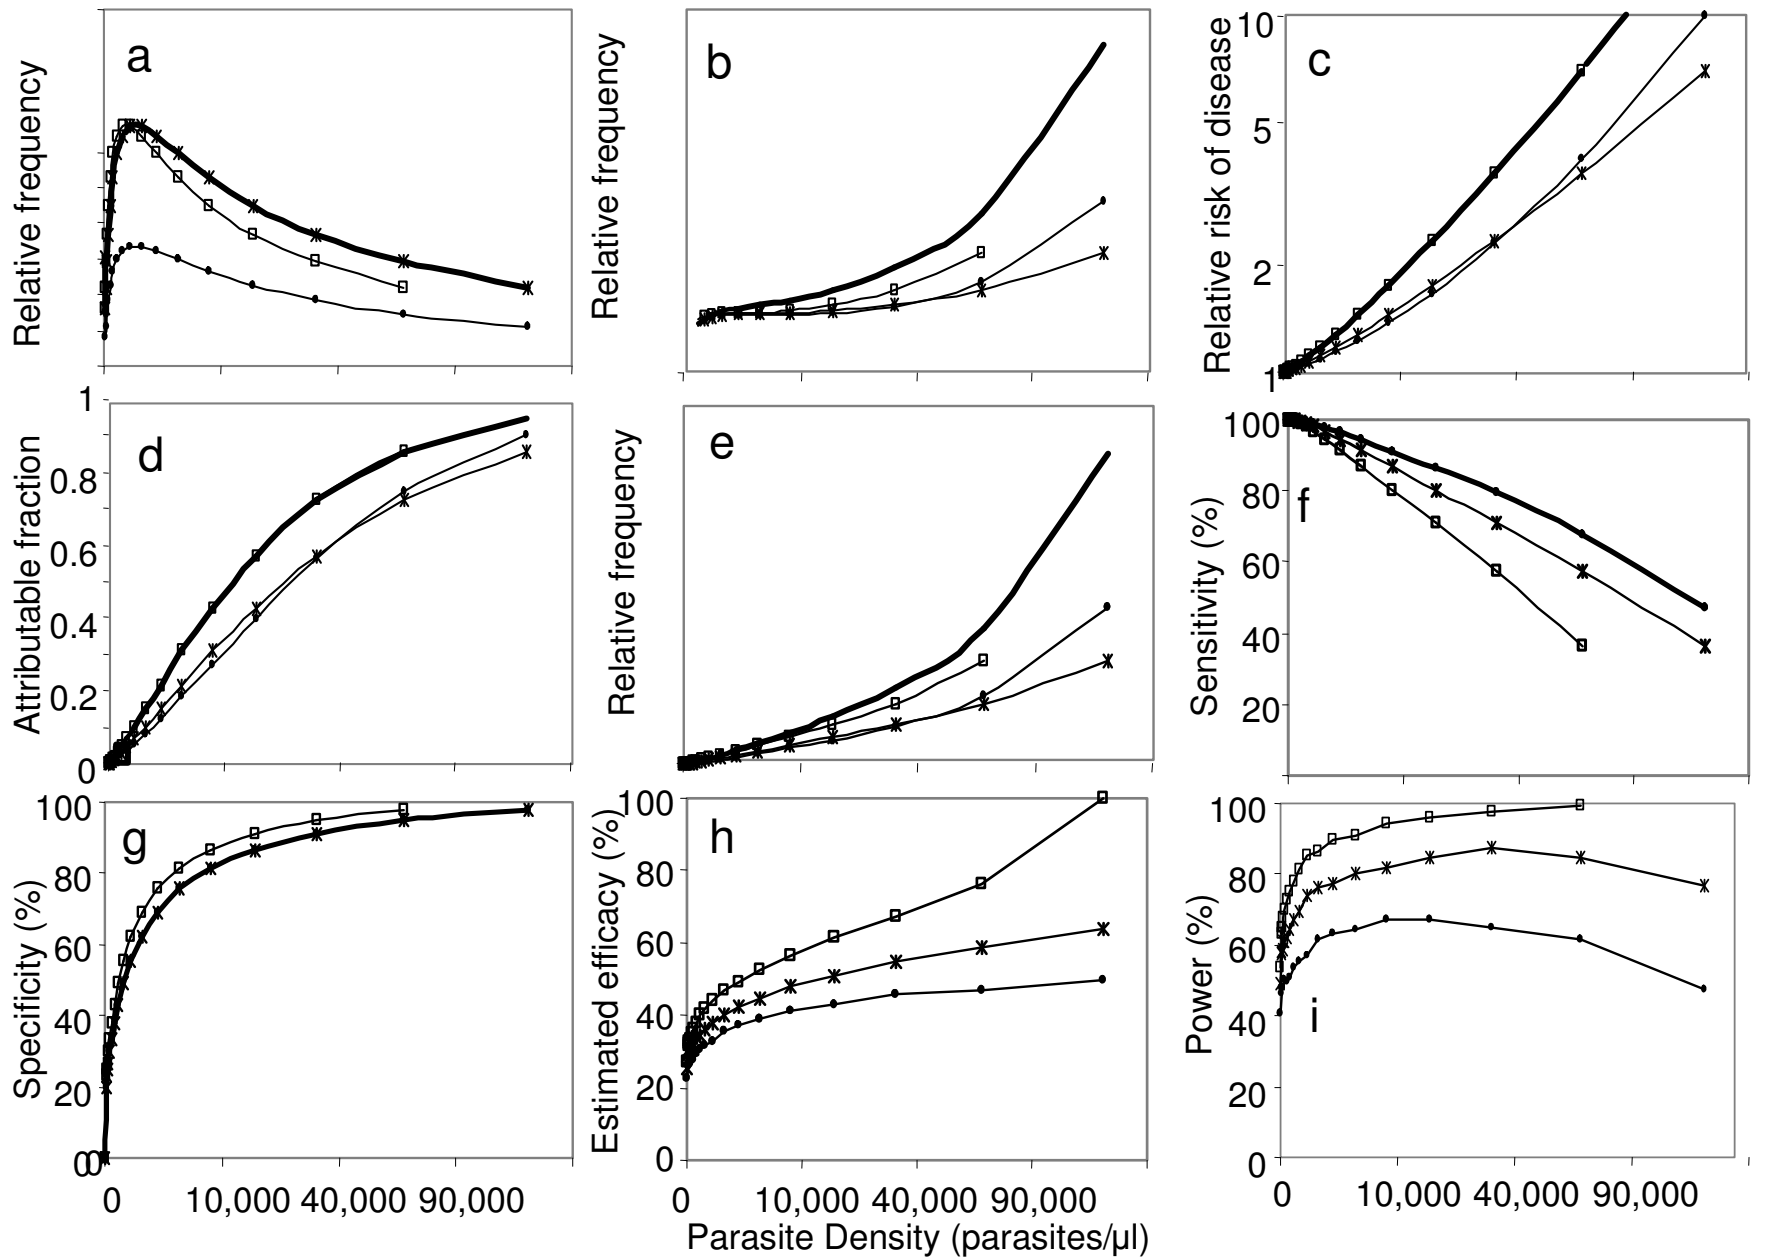 a
Relative frequency
b
Relative frequency
c
Relative risk of disease
10
5
2
1
d
Attributable fraction
1
0.8
0.6
0.4
0.2
0
e
Relative frequency
f
Sensitivity (%)
100
80
60
40
20
g
Specificity (%)
100
80
60
40
20
0
0
0 10,000 40,000 90,000
h
Estimated efficacy (%)
100
80
60
40
20
0
0 10,000 40,000 90,000
Parasite Density (parasites/µl)
i
Power (%)
100
80
60
40
20
0
0 10,000 40,000 90,000